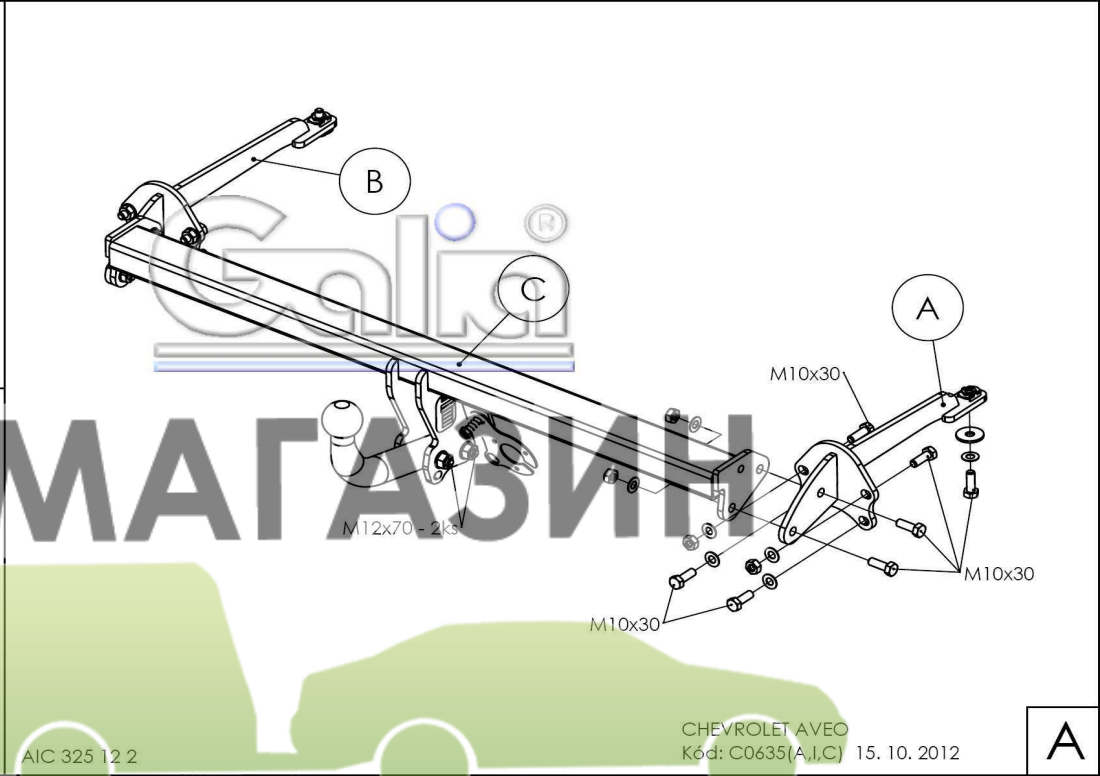 B
Galia ®
C
A
M10x30
МАГАЗИН
M12x70 - 2ks
M10x30
M10x30
CHEVROLET AVEO
AIC 325 12 2
Kód: C0635(A,I,C) 15. 10. 2012
A